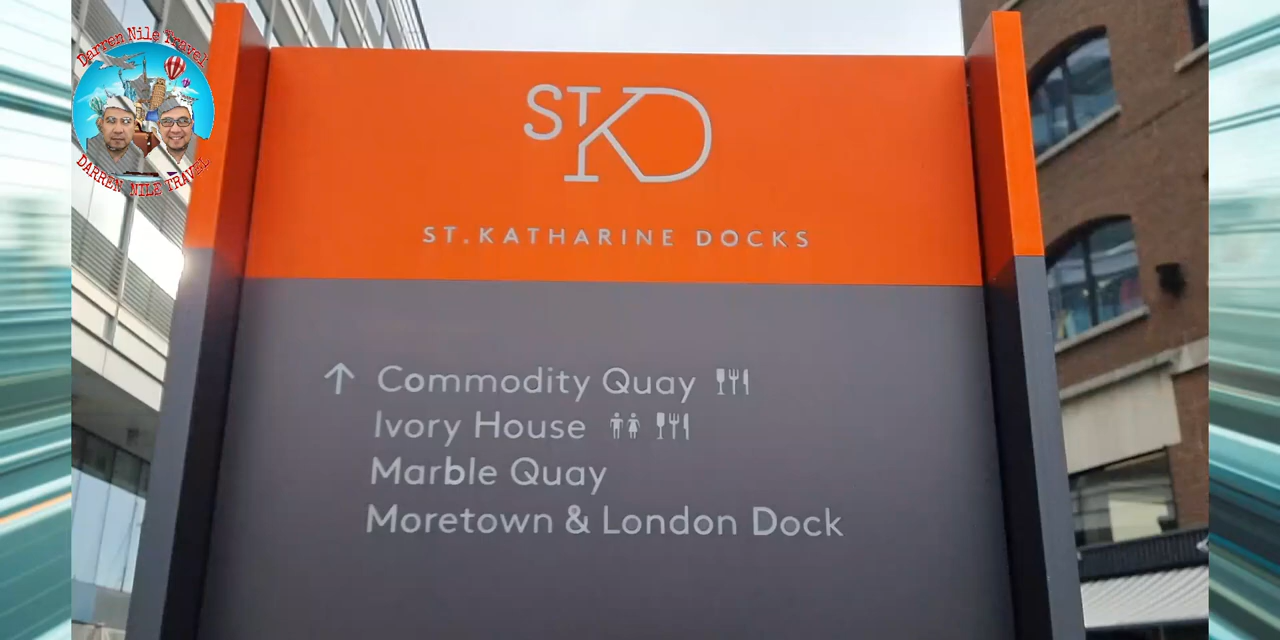 Darren Nile Travel
DARREN NILE TRAVEL
STKD
ST.KATHARINE DOCKS
↑ Commodity Quay
Ivory House
Marble Quay
Moretown & London Dock